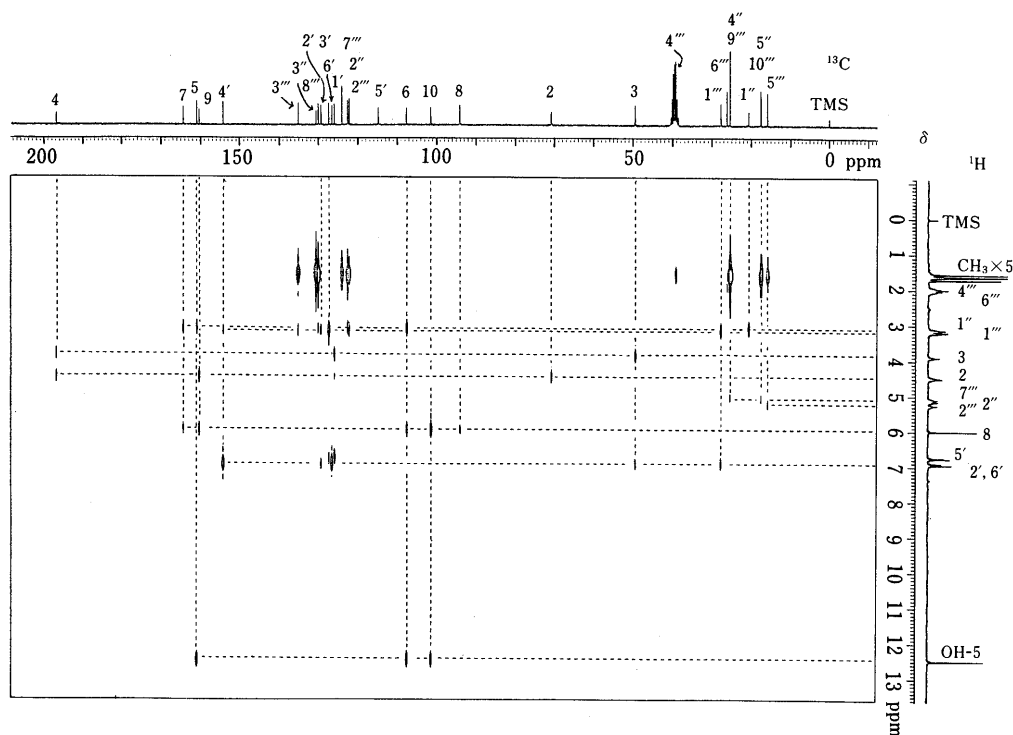 4″
2′ 3′ 7‴ 9‴ 4‴ 5″ ¹³C
3″ 6′ 2″ 6‴ 10‴
5 3‴ 8‴ 1′ 2‴ 5′ 1‴ 1″ 5‴
4 7 9 4′ 6 10 8 2 3 TMS
200 150 100 50 0 ppm
δ
¹H
0 TMS
1 CH₃×5
2 4‴ 6‴
3 1″ 1‴
3
4 2
7‴
5 2‴ 2″
6 8
5′
7 2′, 6′
8
9
10
11
12 OH-5
13 ppm